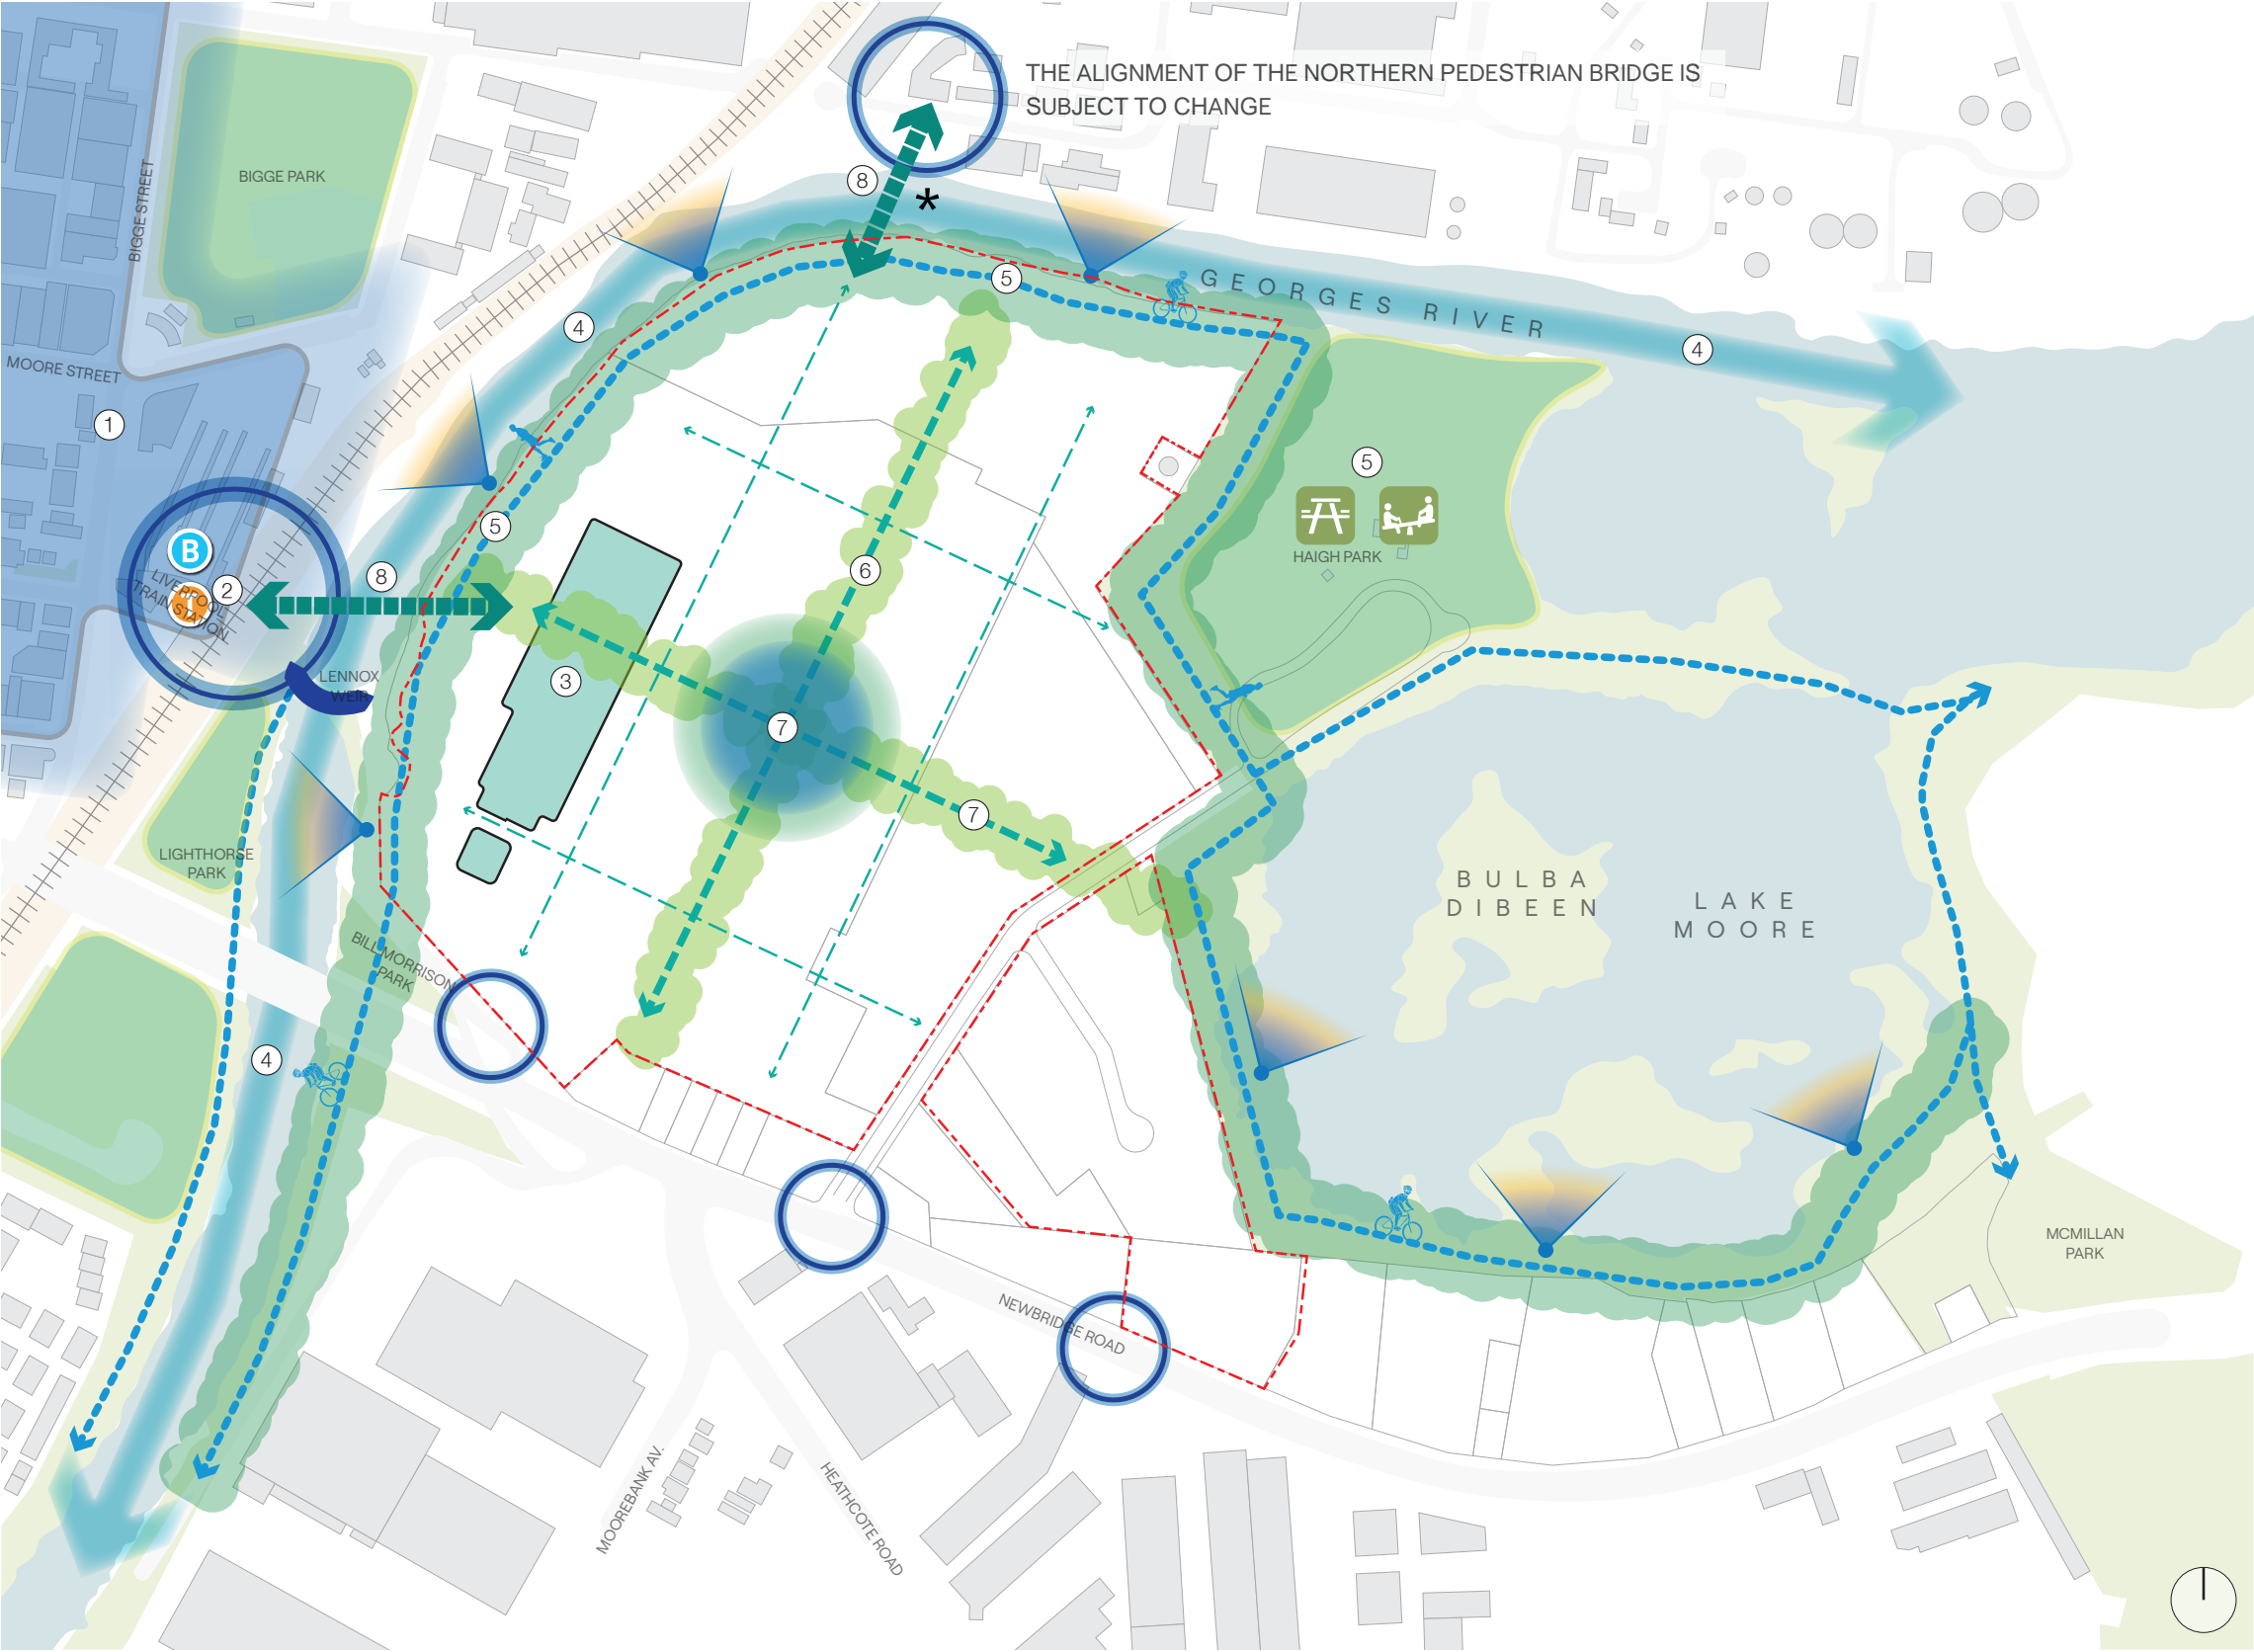 THE ALIGNMENT OF THE NORTHERN PEDESTRIAN BRIDGE IS
SUBJECT TO CHANGE
BIGGE PARK
BIGGE STREET
8
*
5
GEORGES RIVER
4
4
MOORE STREET
1
5
HAIGH PARK
5
B
T
2
LIVERPOOL
TRAIN STATION
8
6
LENNOX
WEIR
3
7
7
LIGHTHORSE
PARK
BULBA
DIBEEN
LAKE
MOORE
BILL MORRISON
PARK
4
MCMILLAN
PARK
NEWBRIDGE ROAD
MOOREBANK AV.
HEATHCOTE ROAD